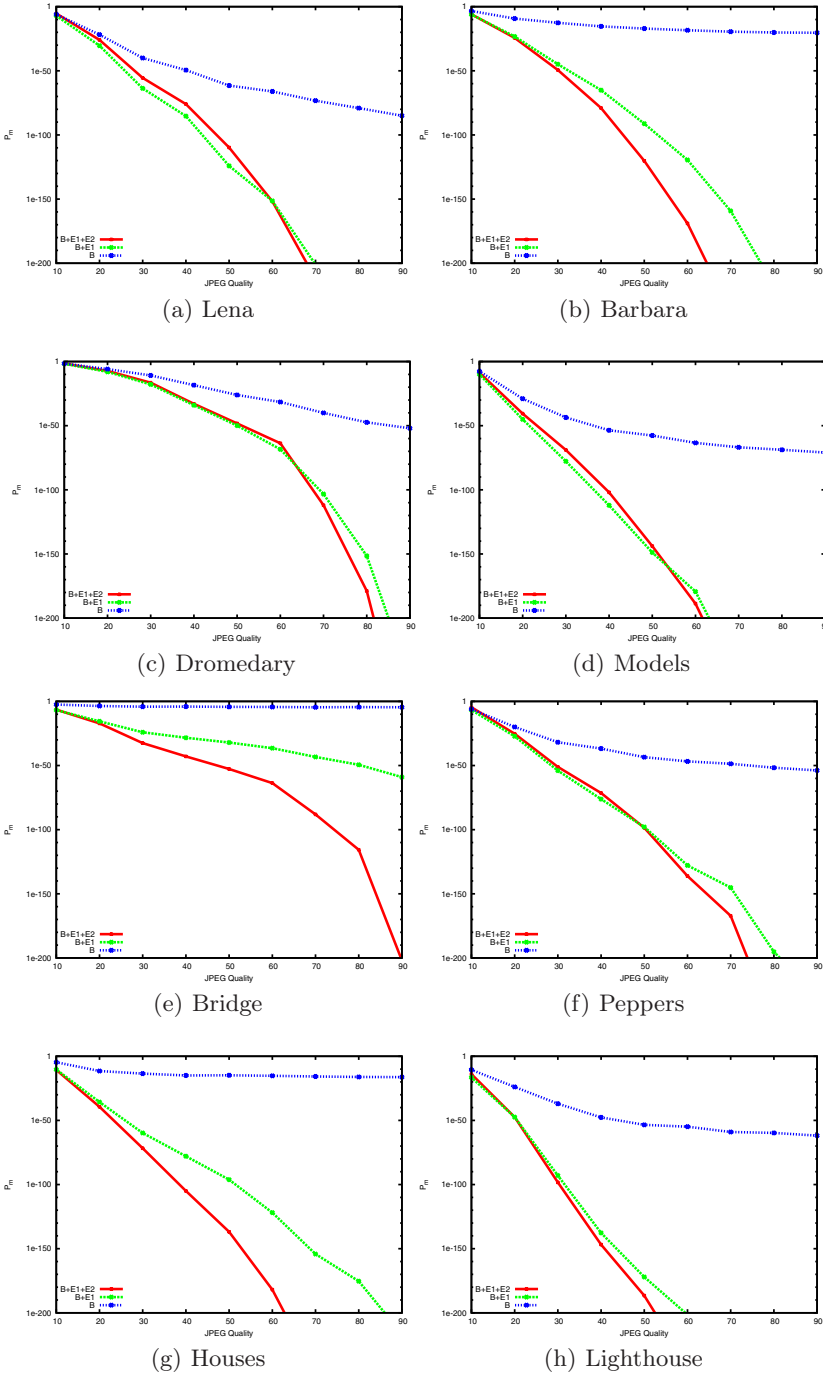 1
1e-50
1e-100
1e-150
1e-200
P_m
B+E1+E2
B+E1
B
10 20 30 40 50 60 70 80 90
JPEG Quality
(a) Lena
1
1e-50
1e-100
1e-150
1e-200
P_m
B+E1+E2
B+E1
B
10 20 30 40 50 60 70 80 90
JPEG Quality
(b) Barbara
1
1e-50
1e-100
1e-150
1e-200
P_m
B+E1+E2
B+E1
B
10 20 30 40 50 60 70 80 90
JPEG Quality
(c) Dromedary
1
1e-50
1e-100
1e-150
1e-200
P_m
B+E1+E2
B+E1
B
10 20 30 40 50 60 70 80 90
JPEG Quality
(d) Models
1
1e-50
1e-100
1e-150
1e-200
P_m
B+E1+E2
B+E1
B
10 20 30 40 50 60 70 80 90
JPEG Quality
(e) Bridge
1
1e-50
1e-100
1e-150
1e-200
P_m
B+E1+E2
B+E1
B
10 20 30 40 50 60 70 80 90
JPEG Quality
(f) Peppers
1
1e-50
1e-100
1e-150
1e-200
P_m
B+E1+E2
B+E1
B
10 20 30 40 50 60 70 80 90
JPEG Quality
(g) Houses
1
1e-50
1e-100
1e-150
1e-200
P_m
B+E1+E2
B+E1
B
10 20 30 40 50 60 70 80 90
JPEG Quality
(h) Lighthouse